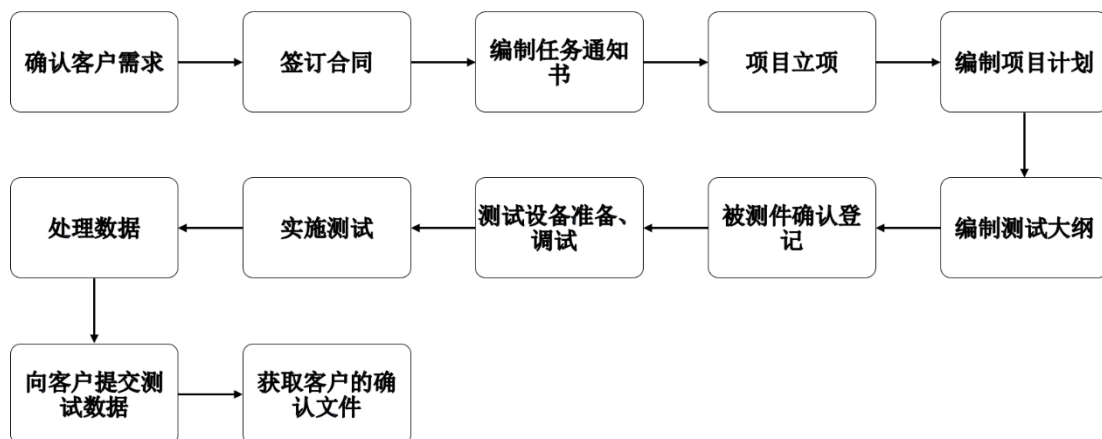 确认客户需求
签订合同
编制任务通知
书
项目立项
编制项目计划
编制测试大纲
被测件确认登
记
测试设备准备、
调试
实施测试
处理数据
向客户提交测
试数据
获取客户的确
认文件